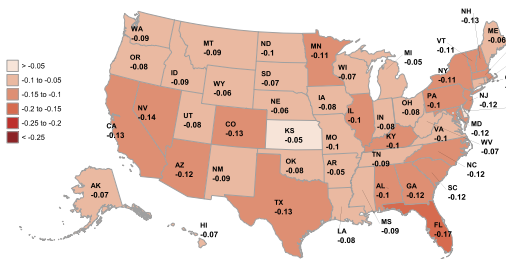 > -0.05
-0.1 to -0.05
-0.15 to -0.1
-0.2 to -0.15
-0.25 to -0.2
< -0.25
WA
-0.09
OR
-0.08
CA
-0.13
NV
-0.14
ID
-0.09
MT
-0.09
WY
-0.06
UT
-0.08
AZ
-0.12
CO
-0.13
NM
-0.09
ND
-0.1
SD
-0.07
NE
-0.06
KS
-0.05
OK
-0.08
TX
-0.13
MN
-0.11
IA
-0.08
MO
-0.1
AR
-0.05
LA
-0.08
WI
-0.07
IL
-0.1
MI
-0.05
IN
-0.08
OH
-0.08
KY
-0.1
TN
-0.09
MS
-0.09
AL
-0.1
GA
-0.12
FL
-0.17
SC
-0.12
NC
-0.12
VA
-0.1
WV
-0.07
MD
-0.12
NJ
-0.12
PA
-0.1
NY
-0.11
VT
-0.11
NH
-0.13
ME
-0.06
AK
-0.07
HI
-0.07